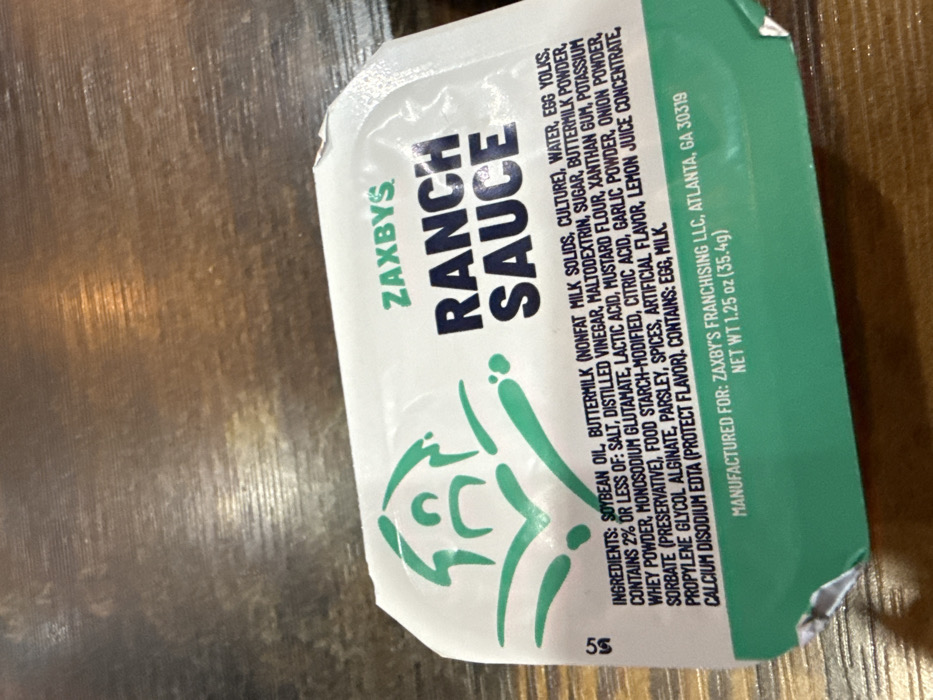 ZAXBYS
RANCH
SAUCE
INGREDIENTS: SOYBEAN OIL, BUTTERMILK (NONFAT MILK SOLIDS, CULTURE), WATER, EGG YOLKS,
CONTAINS 2% OR LESS OF: SALT, DISTILLED VINEGAR, MALTODEXTRIN, SUGAR, BUTTERMILK POWDER,
WHEY POWDER, MONOSODIUM GLUTAMATE, LACTIC ACID, MUSTARD FLOUR, XANTHAN GUM, POTASSIUM
SORBATE (PRESERVATIVE), FOOD STARCH-MODIFIED, CITRIC ACID, GARLIC POWDER, ONION POWDER,
PROPYLENE GLYCOL ALGINATE, PARSLEY, SPICES, ARTIFICIAL FLAVOR, LEMON JUICE CONCENTRATE,
CALCIUM DISODIUM EDTA (PROTECT FLAVOR). CONTAINS: EGG, MILK.
MANUFACTURED FOR: ZAXBY'S FRANCHISING LLC, ATLANTA, GA 30319
NET WT 1.25 oz (35.4g)